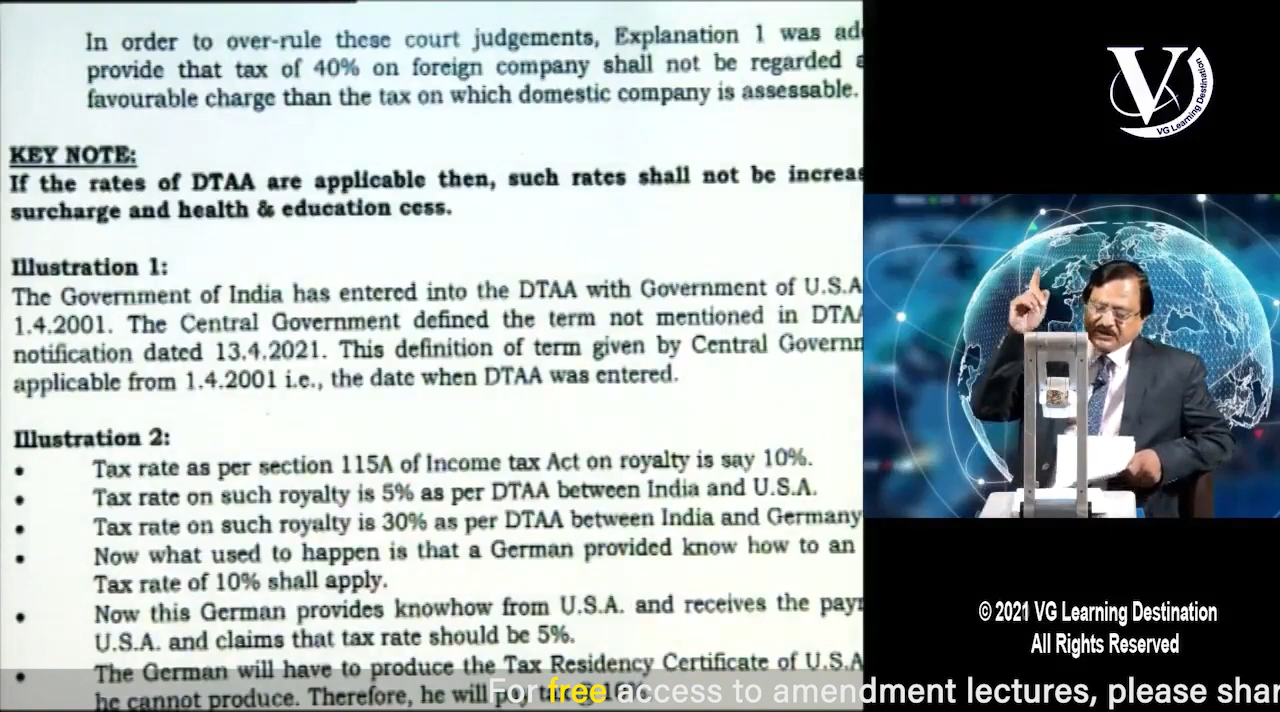 In order to over-rule these court judgements, Explanation 1 was ad
provide that tax of 40% on foreign company shall not be regarded
favourable charge than the tax on which domestic company is assessable.
KEY NOTE:
If the rates of DTAA are applicable then, such rates shall not be increas
surcharge and health & education cess.
Illustration 1:
The Government of India has entered into the DTAA with Government of U.S.A
1.4.2001. The Central Government defined the term not mentioned in DTAA
notification dated 13.4.2021. This definition of term given by Central Governm
applicable from 1.4.2001 i.e., the date when DTAA was entered.
Illustration 2:
• Tax rate as per section 115A of Income tax Act on royalty is say 10%.
• Tax rate on such royalty is 5% as per DTAA between India and U.S.A.
• Tax rate on such royalty is 30% as per DTAA between India and Germany
• Now what used to happen is that a German provided know how to an
Tax rate of 10% shall apply.
• Now this German provides knowhow from U.S.A. and receives the payr
U.S.A. and claims that tax rate should be 5%.
• The German will have to produce the Tax Residency Certificate of U.S.A
he cannot produce. Therefore, he will pay tax
For free access to amendment lectures, please shar
V
VG Learning Destination
© 2021 VG Learning Destination
All Rights Reserved